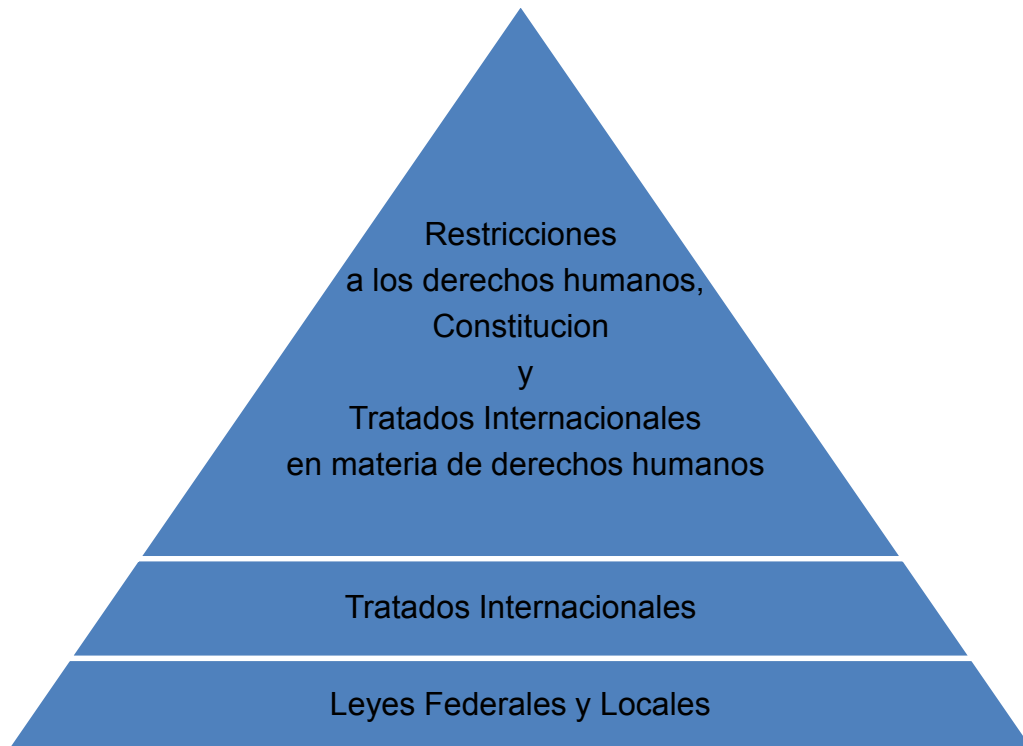 Restricciones
a los derechos humanos,
Constitucion
y
Tratados Internacionales
en materia de derechos humanos
Tratados Internacionales
Leyes Federales y Locales